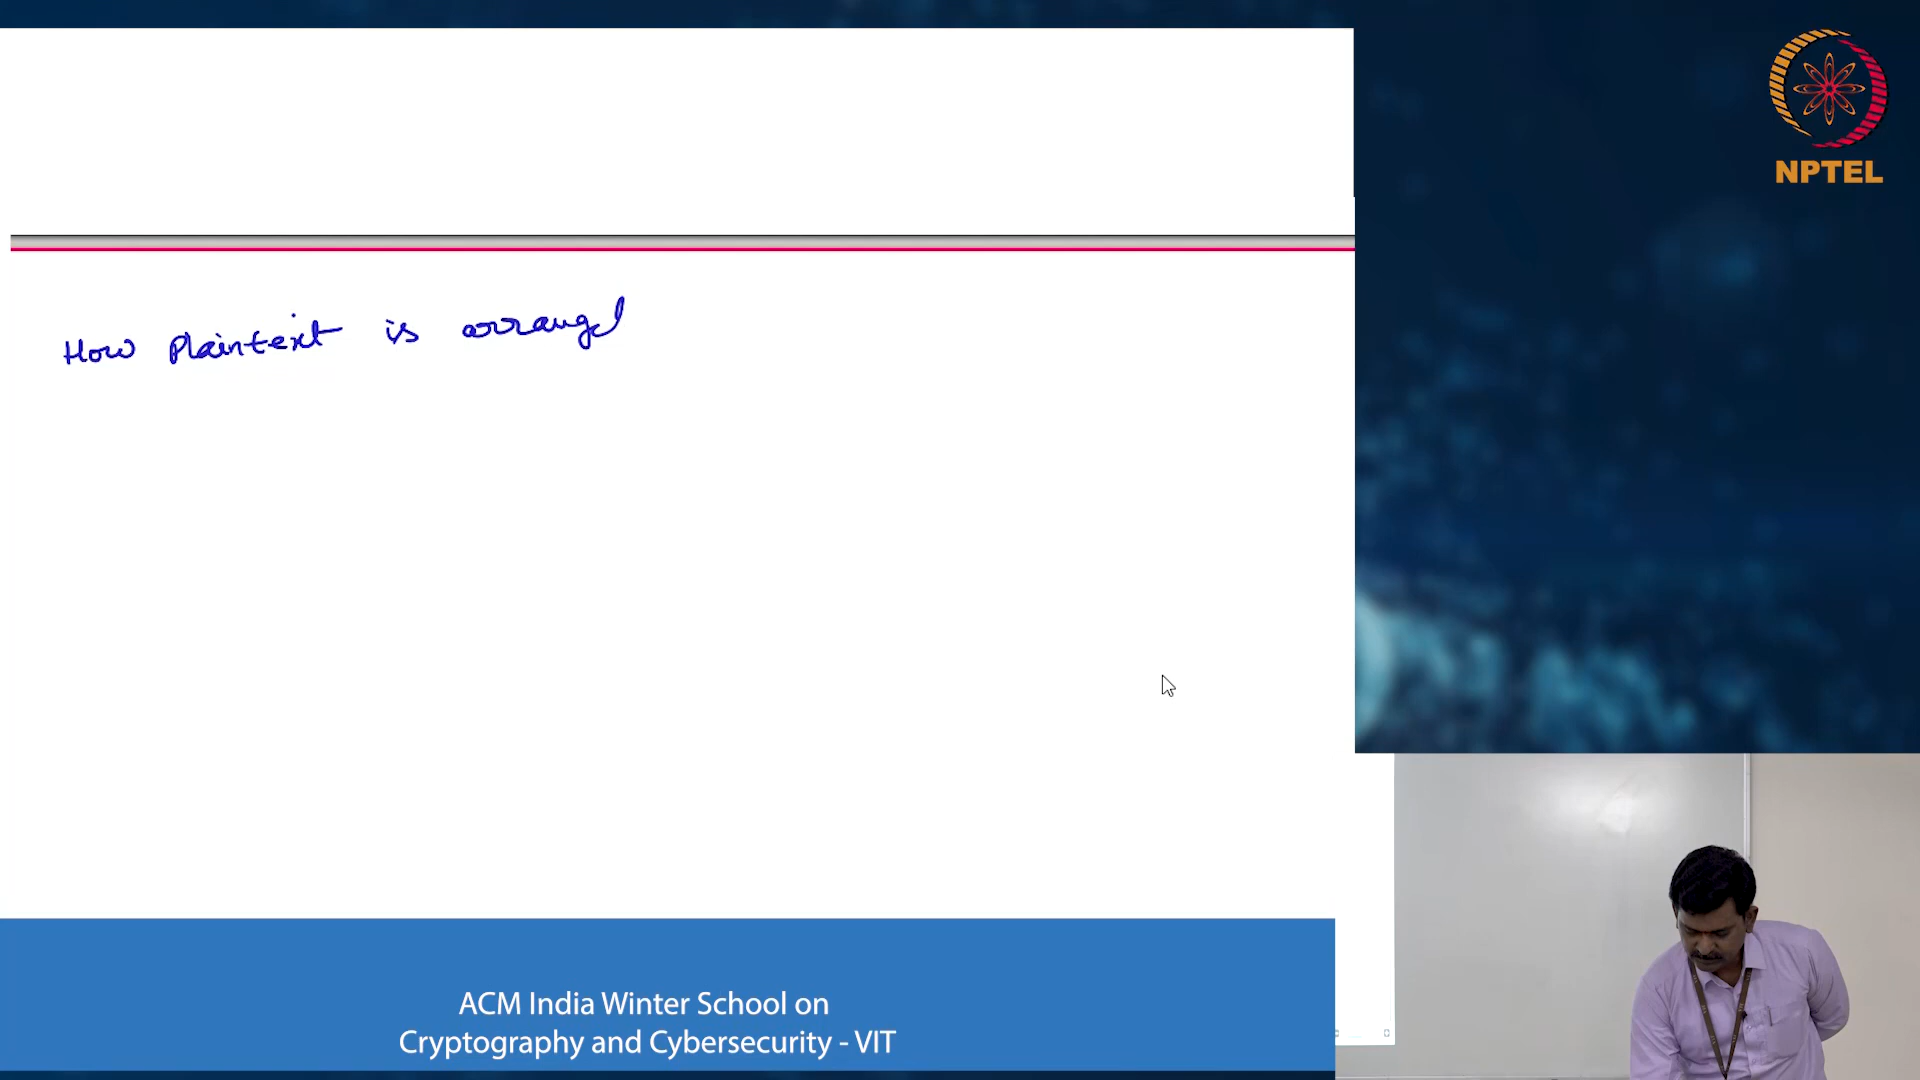 NPTEL
How Plaintext is arranged
ACM India Winter School on
Cryptography and Cybersecurity - VIT